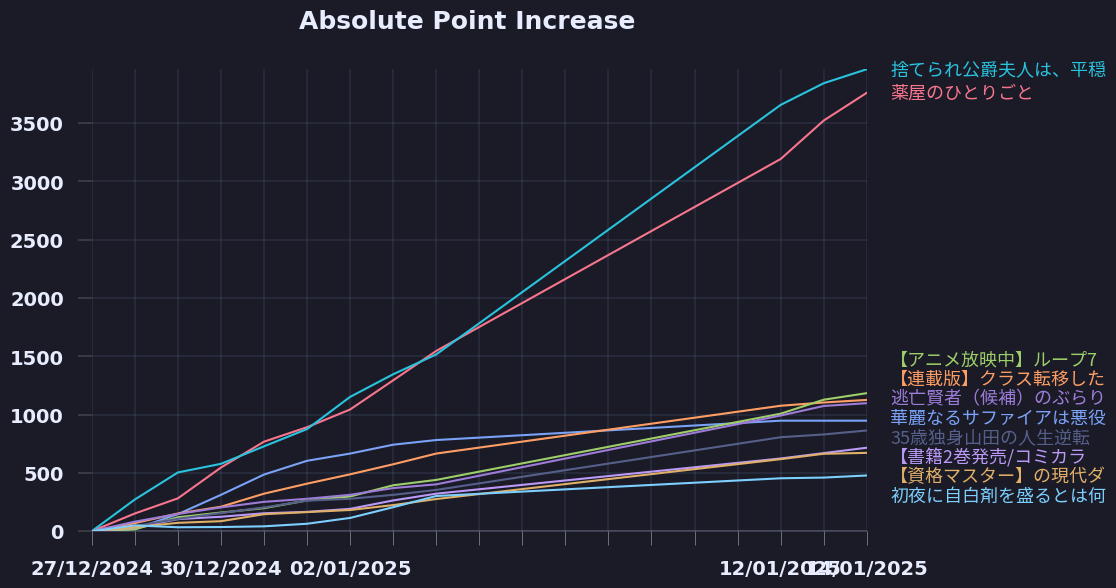 Absolute Point Increase
捨てられ公爵夫人は、平穏
薬屋のひとりごと
3500
3000
2500
2000
1500
1000
500
0
【アニメ放映中】ループ7
【連載版】クラス転移した
逃亡賢者（候補）のぶらり
華麗なるサファイアは悪役
35歳独身山田の人生逆転
【書籍2巻発売/コミカラ
【資格マスター】の現代ダ
初夜に自白剤を盛るとは何
27/12/2024 30/12/2024 02/01/2025 12/01/2025 14/01/2025